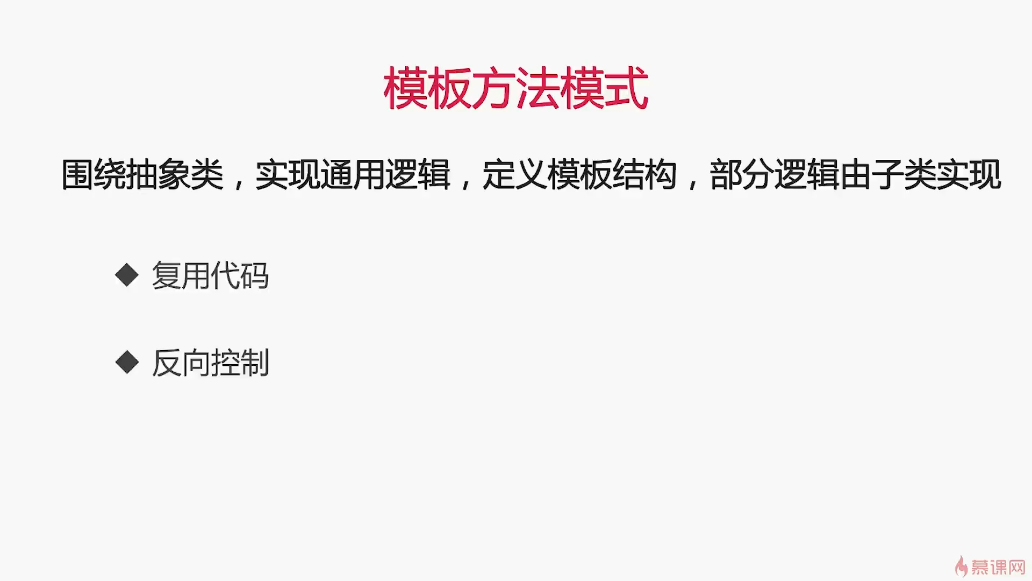 模板方法模式
围绕抽象类，实现通用逻辑，定义模板结构，部分逻辑由子类实现
◆ 复用代码
◆ 反向控制
慕课网